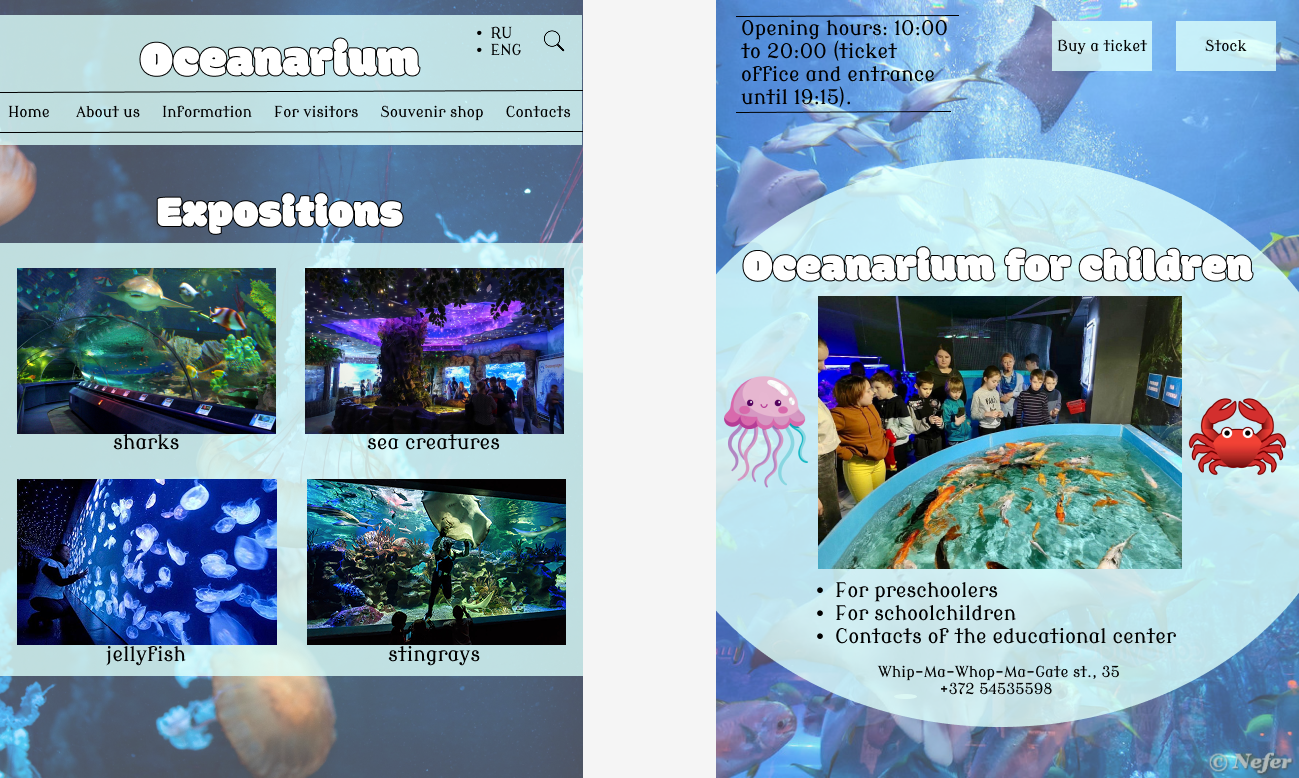 Oceanarium
• RU
• ENG
Home About us Information For visitors Souvenir shop Contacts
Expositions
sharks sea creatures
jellyfish stingrays
Opening hours: 10:00
to 20:00 (ticket
office and entrance
until 19:15).
Buy a ticket Stock
Oceanarium for children
• For preschoolers
• For schoolchildren
• Contacts of the educational center
Whip-Ma-Whop-Ma-Gate st., 35
+372 54535598
© Nefer